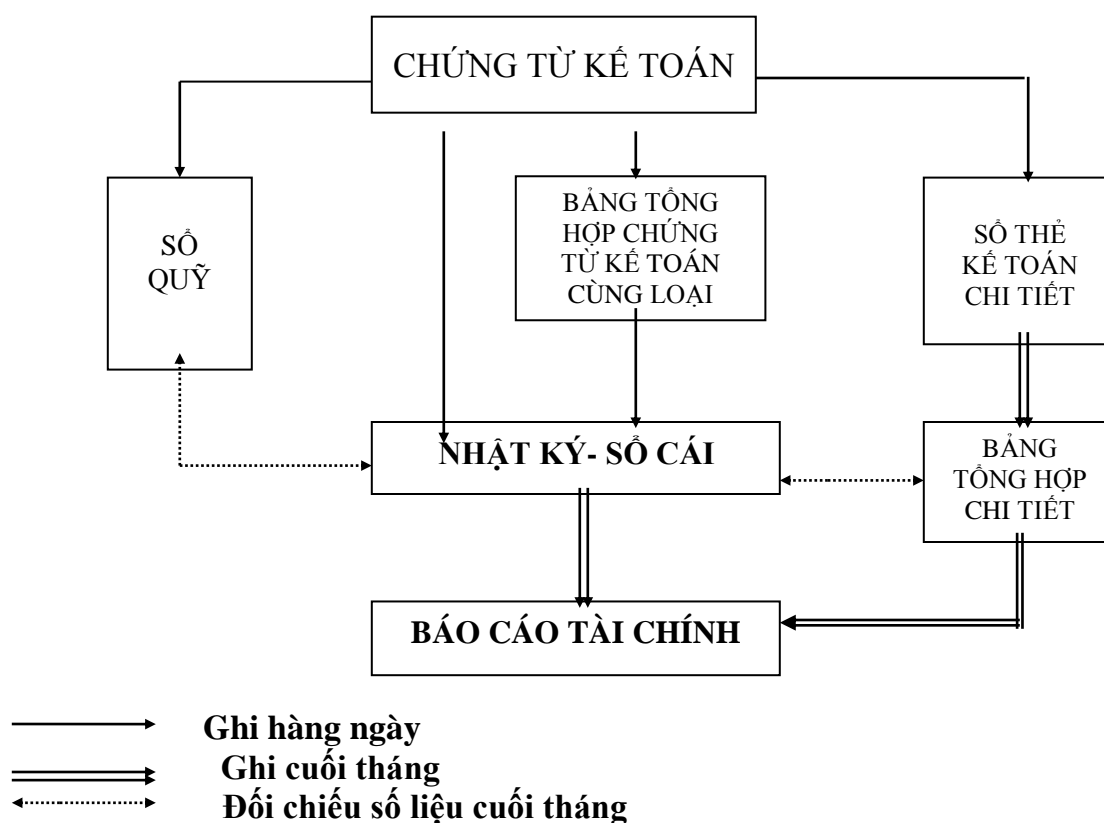 CHỨNG TỪ KẾ TOÁN
SỔ
QUỸ
BẢNG TỔNG
HỢP CHỨNG
TỪ KẾ TOÁN
CÙNG LOẠI
SỔ THẺ
KẾ TOÁN
CHI TIẾT
NHẬT KÝ- SỔ CÁI
BẢNG
TỔNG HỢP
CHI TIẾT
BÁO CÁO TÀI CHÍNH
Ghi hàng ngày
Ghi cuối tháng
Đối chiếu số liệu cuối tháng